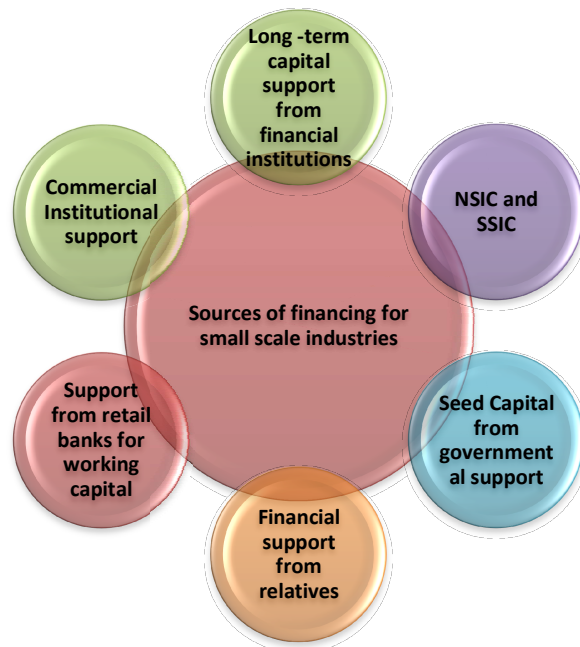 Long -term
capital
support
from
financial
institutions
NSIC and
SSIC
Seed Capital
from
government
al support
Financial
support
from
relatives
Support
from retail
banks for
working
capital
Commercial
Institutional
support
Sources of financing for
small scale industries